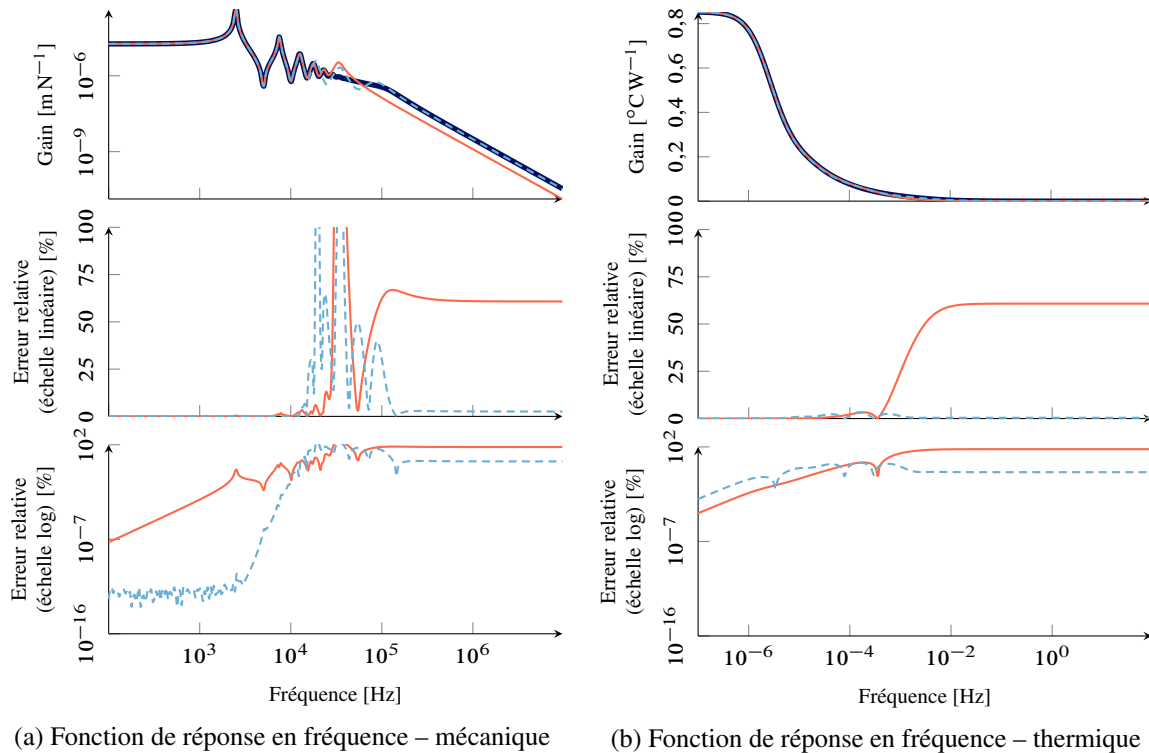 Gain [m N⁻¹]
10⁻⁶
10⁻⁹
Erreur relative
(échelle linéaire) [%]
100
75
50
25
0
Erreur relative
(échelle log) [%]
10²
10⁻⁷
10⁻¹⁶
10³ 10⁴ 10⁵ 10⁶
Fréquence [Hz]
(a) Fonction de réponse en fréquence – mécanique
Gain [°C W⁻¹]
0,8
0,6
0,4
0,2
0
Erreur relative
(échelle linéaire) [%]
100
75
50
25
0
Erreur relative
(échelle log) [%]
10²
10⁻⁷
10⁻¹⁶
10⁻⁶ 10⁻⁴ 10⁻² 10⁰
Fréquence [Hz]
(b) Fonction de réponse en fréquence – thermique